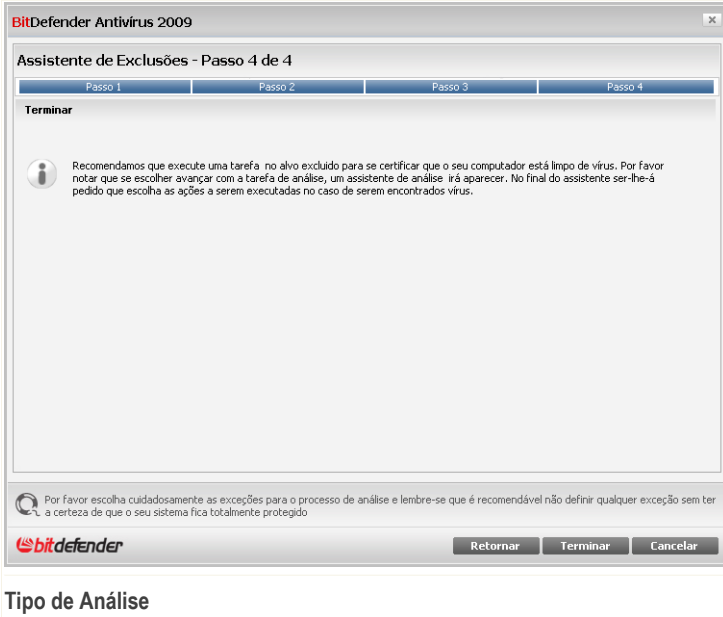 BitDefender Antivírus 2009
Assistente de Exclusões - Passo 4 de 4
Passo 1 Passo 2 Passo 3 Passo 4
Terminar
Recomendamos que execute uma tarefa no alvo excluido para se certificar que o seu computador está limpo de vírus. Por favor
notar que se escolher avançar com a tarefa de análise, um assistente de análise irá aparecer. No final do assistente ser-lhe-á
pedido que escolha as ações a serem executadas no caso de serem encontrados vírus.
Por favor escolha cuidadosamente as exceções para o processo de análise e lembre-se que é recomendável não definir qualquer exceção sem ter
a certeza de que o seu sistema fica totalmente protegido
bitdefender
Retornar Terminar Cancelar
Tipo de Análise